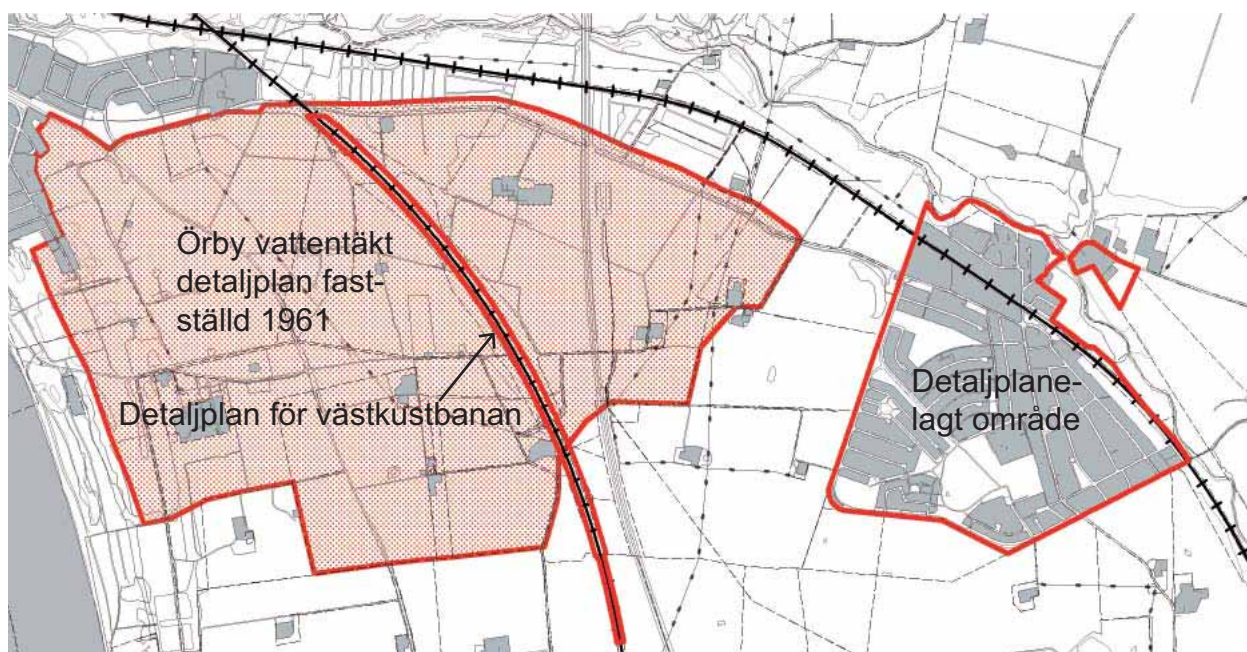 Örby vattentäkt
detaljplan fast-
ställd 1961
Detaljplan för västkustbanan
Detaljplane-
lagt område